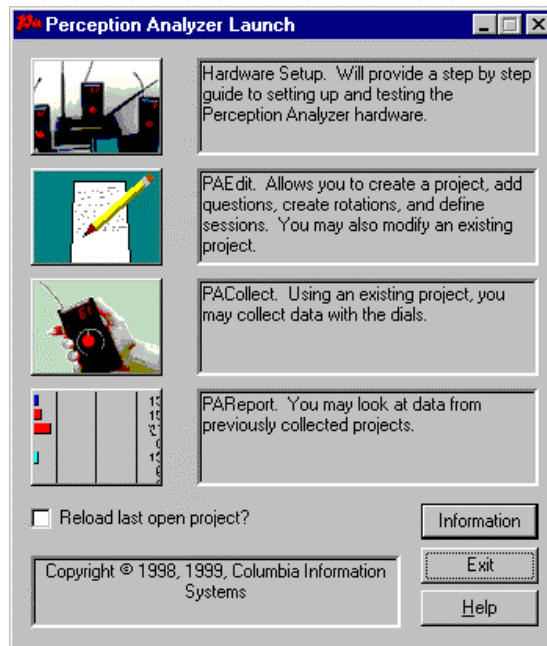 Perception Analyzer Launch
Hardware Setup.  Will provide a step by step
guide to setting up and testing the
Perception Analyzer hardware.
PAEdit.  Allows you to create a project, add
questions, create rotations, and define
sessions.  You may also modify an existing
project.
PACollect.  Using an existing project, you
may collect data with the dials.
PAReport.  You may look at data from
previously collected projects.
Reload last open project?
Information
Copyright © 1998, 1999, Columbia Information
Systems
Exit
Help